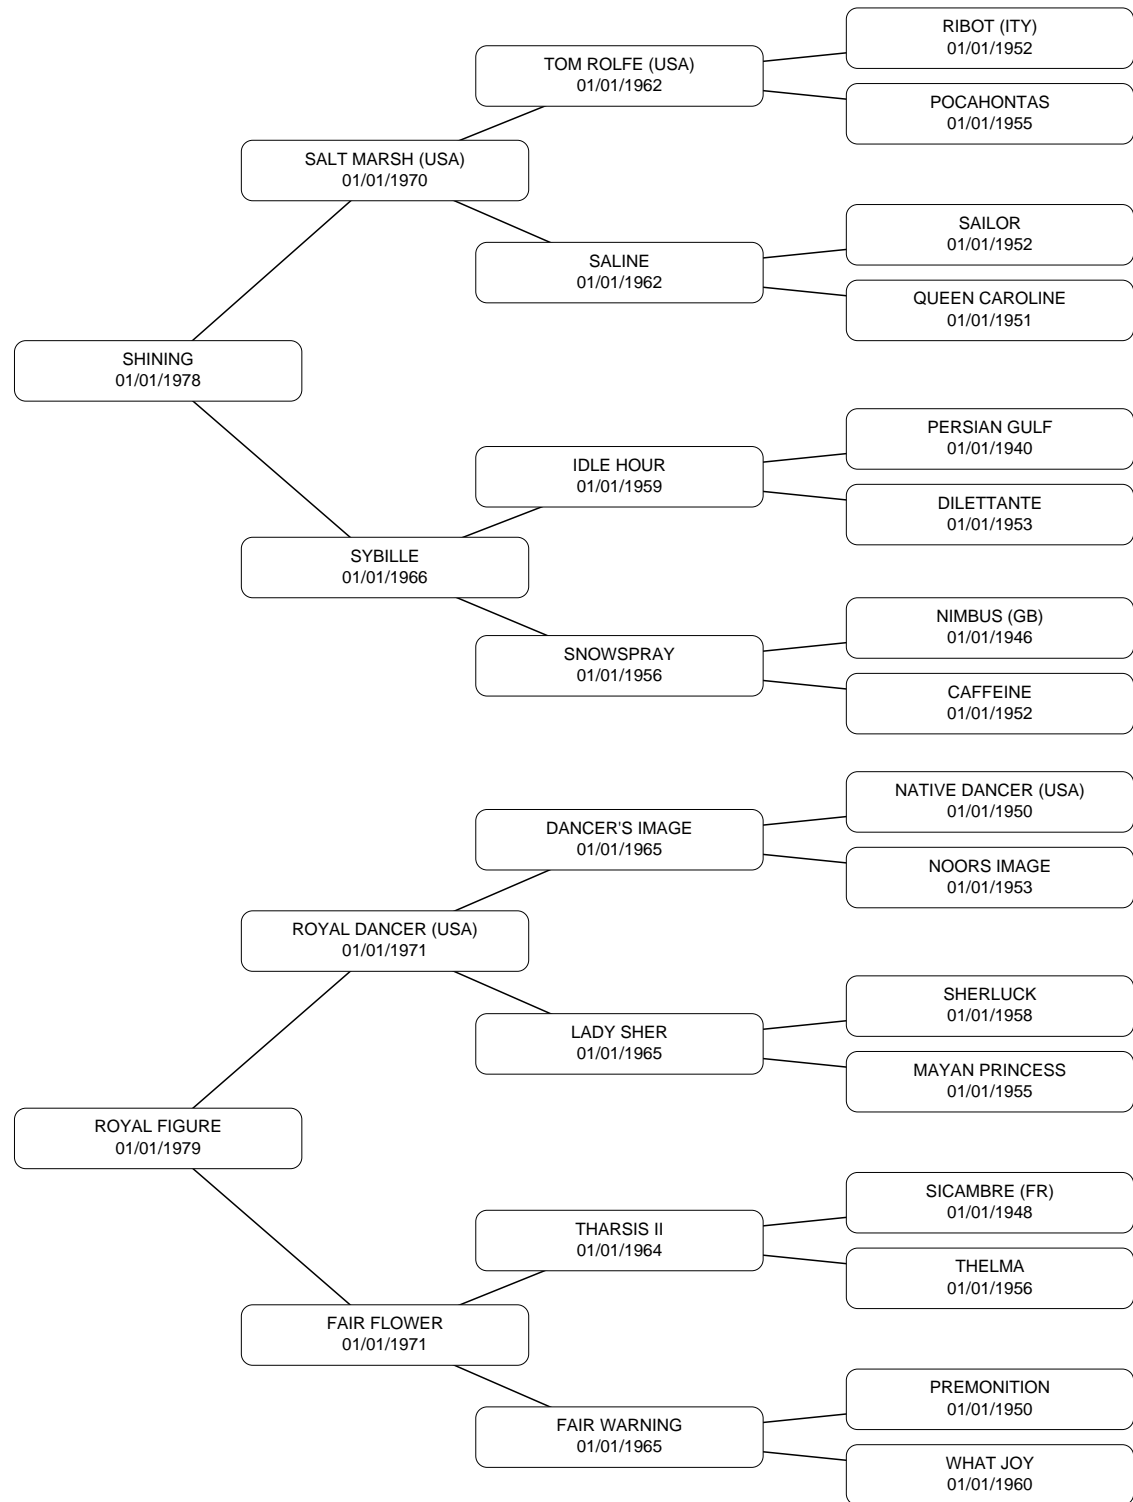 RIBOT (ITY)
01/01/1952
TOM ROLFE (USA)
01/01/1962
POCAHONTAS
01/01/1955
SALT MARSH (USA)
01/01/1970
SAILOR
01/01/1952
SALINE
01/01/1962
QUEEN CAROLINE
01/01/1951
SHINING
01/01/1978
PERSIAN GULF
01/01/1940
IDLE HOUR
01/01/1959
DILETTANTE
01/01/1953
SYBILLE
01/01/1966
NIMBUS (GB)
01/01/1946
SNOWSPRAY
01/01/1956
CAFFEINE
01/01/1952
NATIVE DANCER (USA)
01/01/1950
DANCER'S IMAGE
01/01/1965
NOORS IMAGE
01/01/1953
ROYAL DANCER (USA)
01/01/1971
SHERLUCK
01/01/1958
LADY SHER
01/01/1965
MAYAN PRINCESS
01/01/1955
ROYAL FIGURE
01/01/1979
SICAMBRE (FR)
01/01/1948
THARSIS II
01/01/1964
THELMA
01/01/1956
FAIR FLOWER
01/01/1971
PREMONITION
01/01/1950
FAIR WARNING
01/01/1965
WHAT JOY
01/01/1960